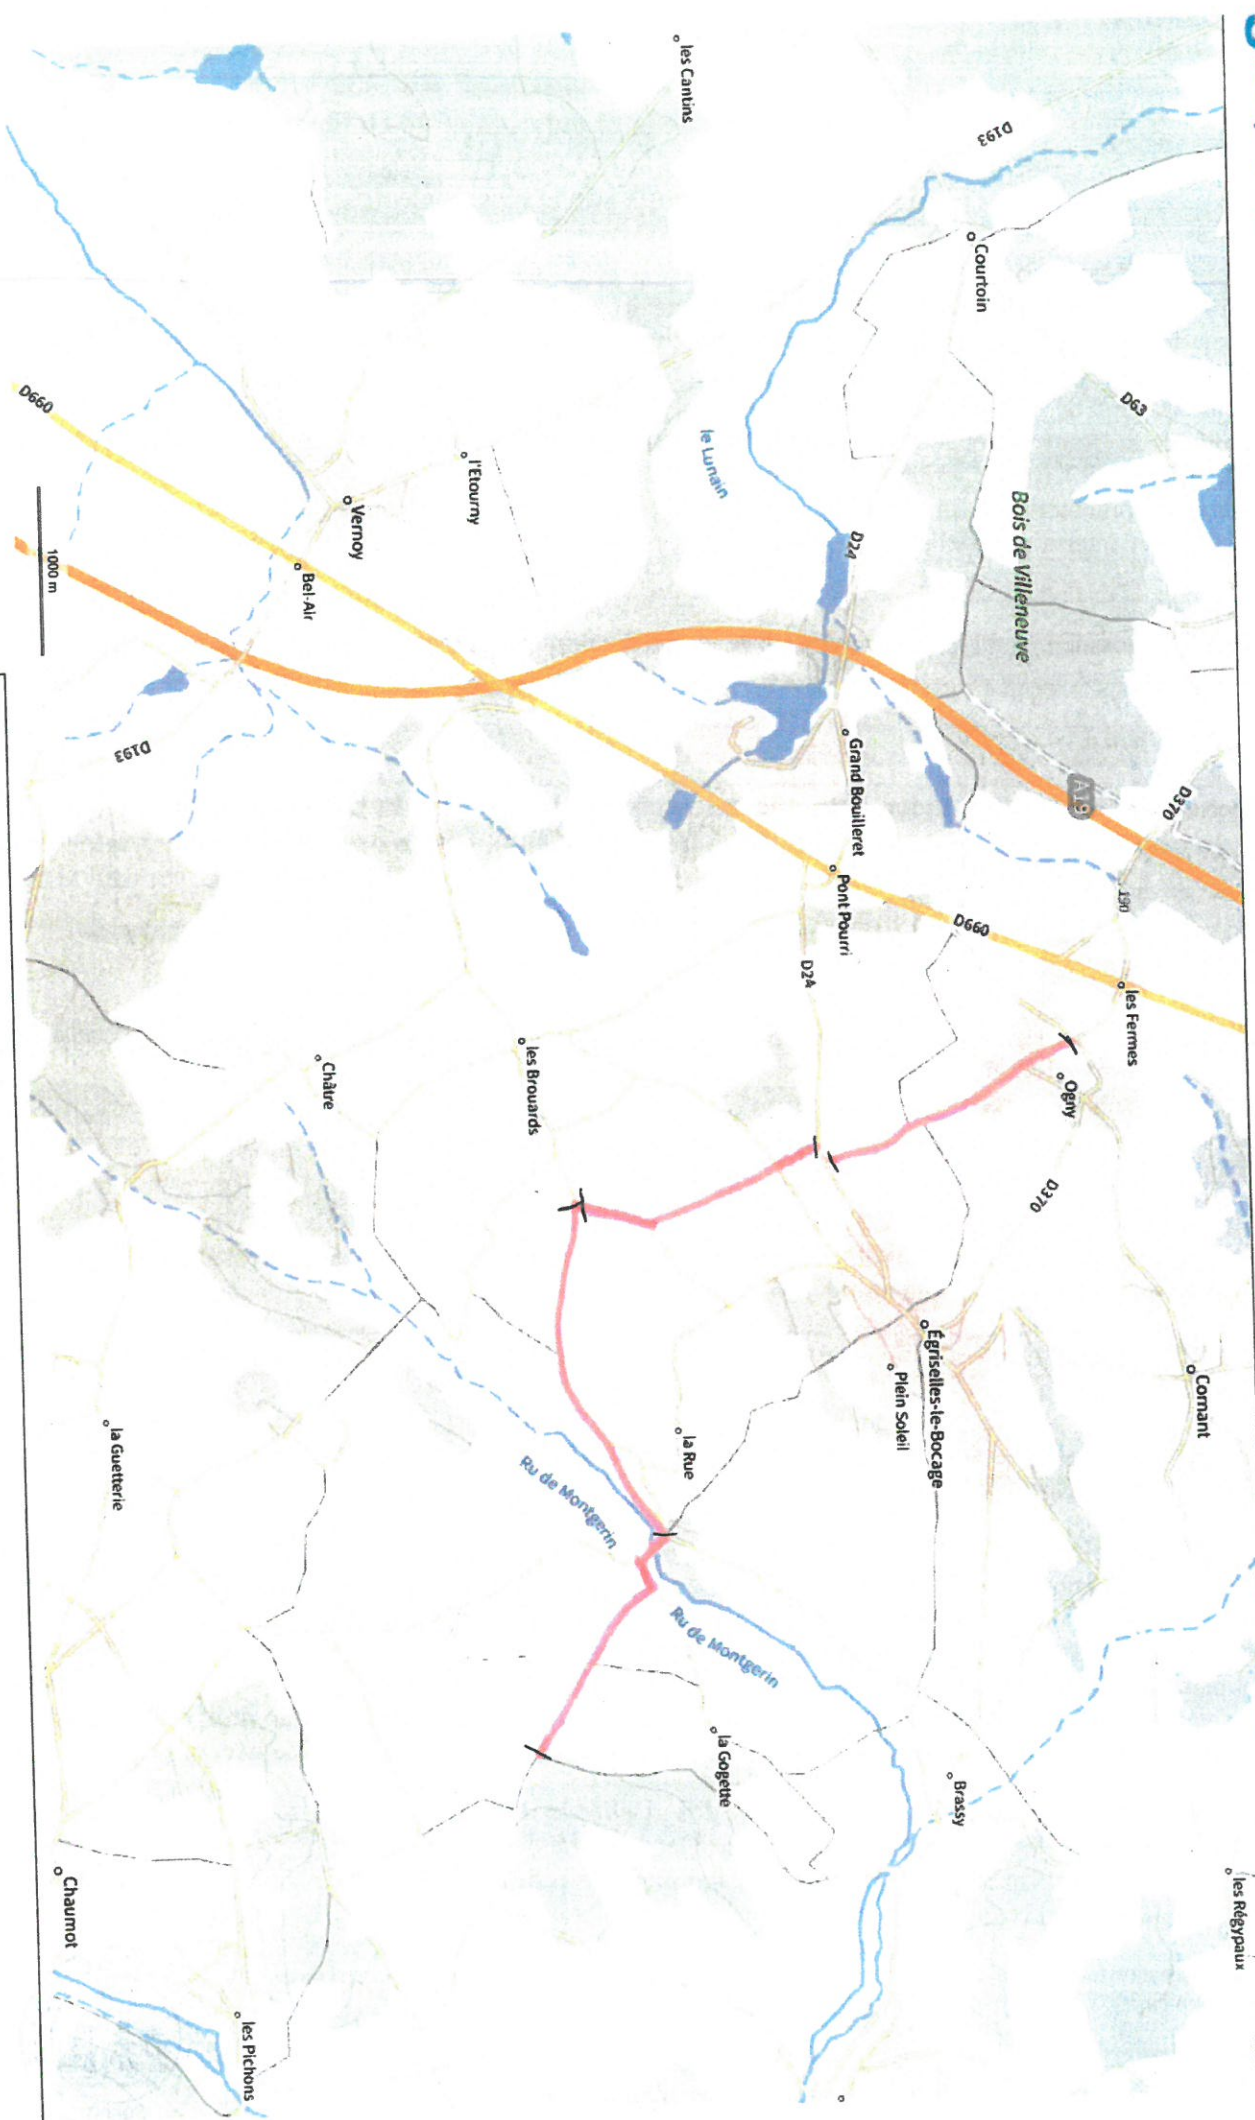 les Cantins
D193
Courtoin
D63
Bois de Villeneuve
le Lunain
l'Etourny
D660
Vernoy
Bel-Air
1000 m
D24
Grand Bouilleret
A19
D370
190
Pont Pourri
D660
les Fermes
D193
D24
Ogny
les Brouards
Châtre
D370
Égriselles-le-Bocage
Plein Soleil
Cornant
la Rue
la Guetterie
Ru de Montgerin
Ru de Montgerin
la Gogette
Brassy
les Régypaux
Chaumot
les Pichons